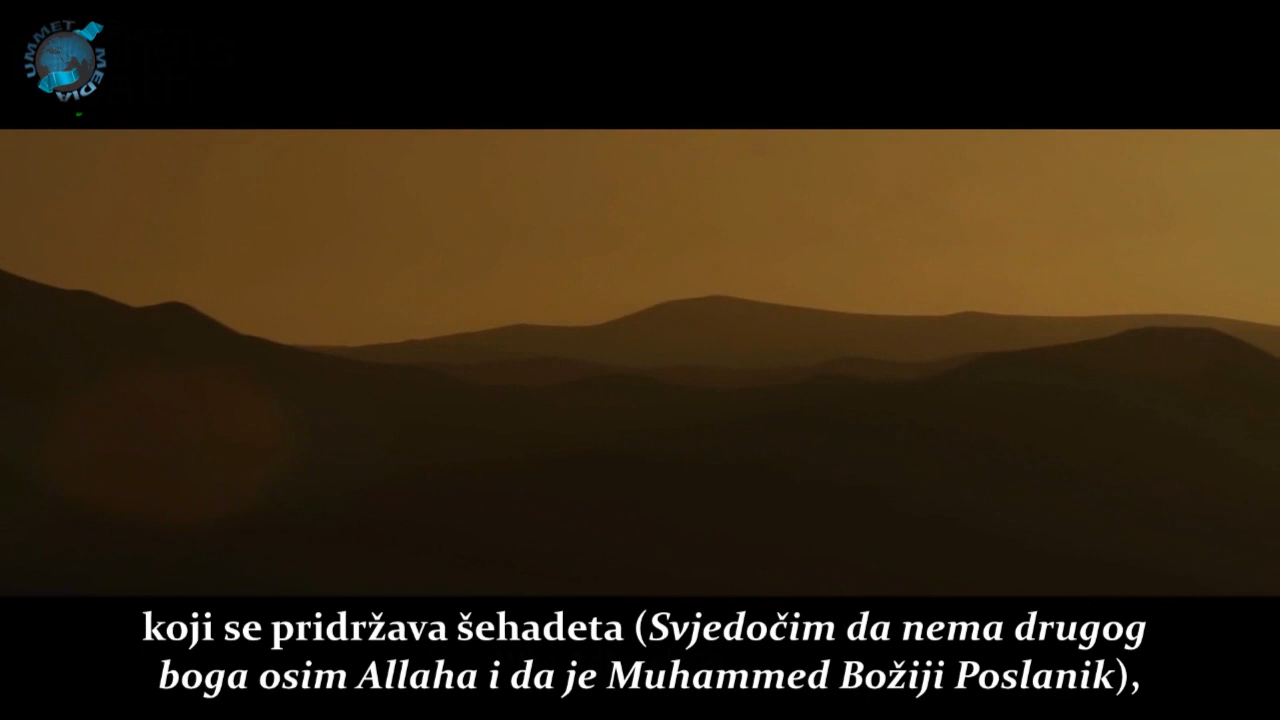 UMMET
MEDIA
koji se pridržava šehadeta (Svjedočim da nema drugog
boga osim Allaha i da je Muhammed Božiji Poslanik),